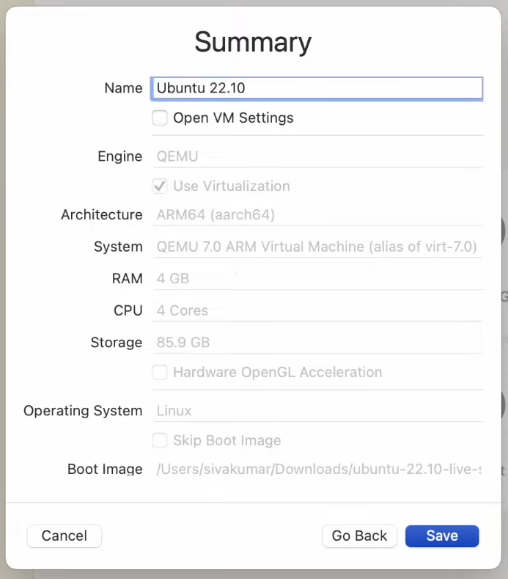 Summary
Name Ubuntu 22.10
Open VM Settings
Engine QEMU
Use Virtualization
Architecture ARM64 (aarch64)
System QEMU 7.0 ARM Virtual Machine (alias of virt-7.0)
RAM 4 GB
CPU 4 Cores
Storage 85.9 GB
Hardware OpenGL Acceleration
Operating System Linux
Skip Boot Image
Boot Image /Users/sivakumar/Downloads/ubuntu-22.10-live-s
Cancel Go Back Save